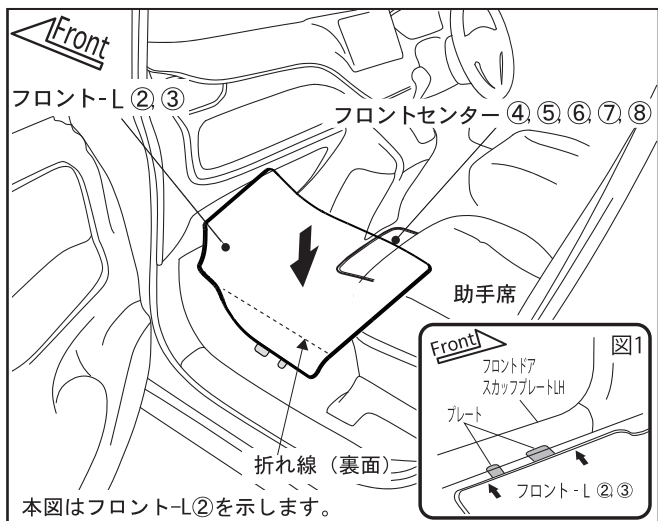 Front
フロント-L ②,③
フロントセンター ④,⑤,⑥,⑦,⑧
助手席
折れ線（裏面）
本図はフロント-L②を示します。
図1
Front
フロントドア
スカッフプレートLH
プレート
フロント-L ②,③